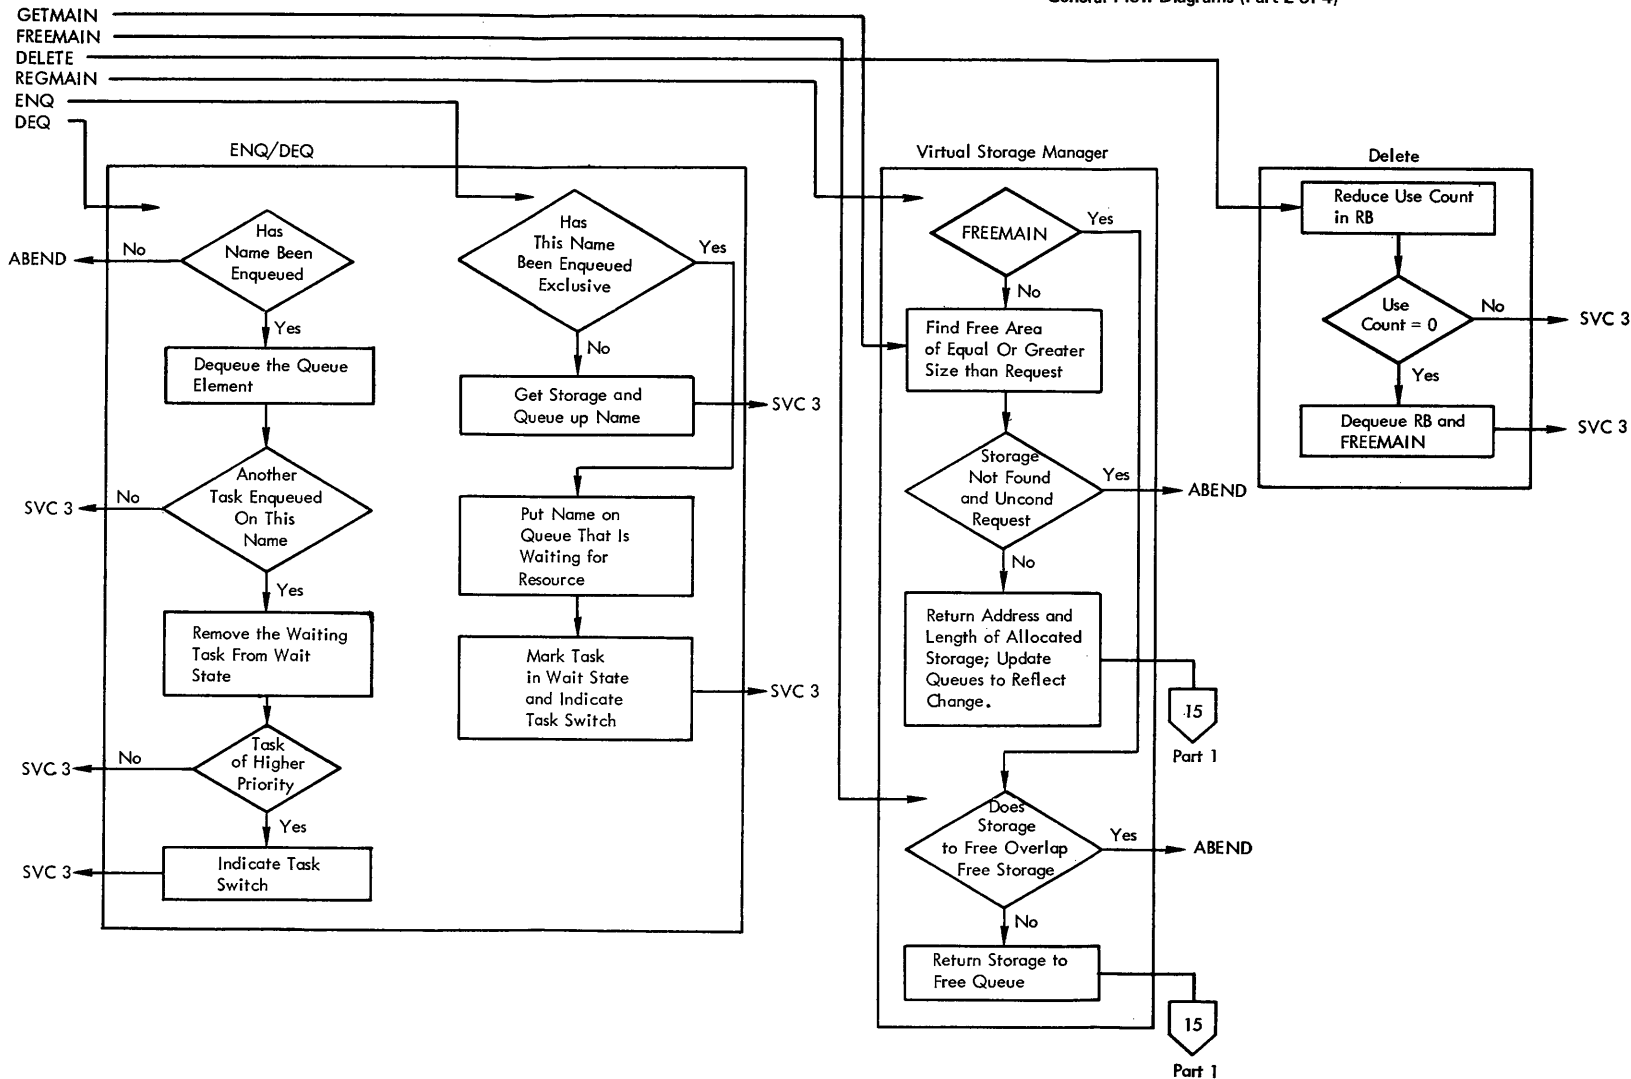 General Flow Diagrams (Part 2 of 4)
GETMAIN
FREEMAIN
DELETE
REGMAIN
ENQ
DEQ
ENQ/DEQ
Has
Name Been
Enqueued
No
ABEND
Yes
Dequeue the Queue
Element
Another
Task Enqueued
On This
Name
No
SVC 3
Yes
Remove the Waiting
Task From Wait
State
Task
of Higher
Priority
No
SVC 3
Yes
Indicate Task
Switch
SVC 3
Has
This Name
Been Enqueued
Exclusive
Yes
No
Get Storage and
Queue up Name
SVC 3
Put Name on
Queue That Is
Waiting for
Resource
Mark Task
in Wait State
and Indicate
Task Switch
SVC 3
Virtual Storage Manager
FREEMAIN
Yes
No
Find Free Area
of Equal Or Greater
Size than Request
Storage
Not Found
and Uncond
Request
Yes
ABEND
No
Return Address and
Length of Allocated
Storage; Update
Queues to Reflect
Change.
15
Part 1
Does
Storage
to Free Overlap
Free Storage
Yes
ABEND
No
Return Storage to
Free Queue
15
Part 1
Delete
Reduce Use Count
in RB
Use
Count = 0
No
SVC 3
Yes
Dequeue RB and
FREEMAIN
SVC 3